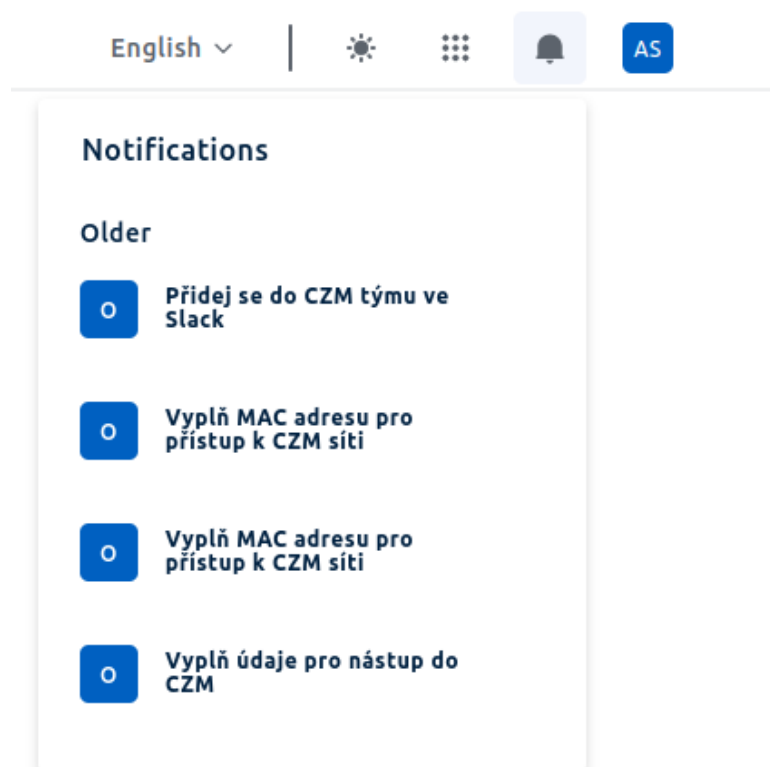 English
AS
Notifications
Older
O
Přidej se do CZM týmu ve
Slack
O
Vyplň MAC adresu pro
přístup k CZM síti
O
Vyplň MAC adresu pro
přístup k CZM síti
O
Vyplň údaje pro nástup do
CZM